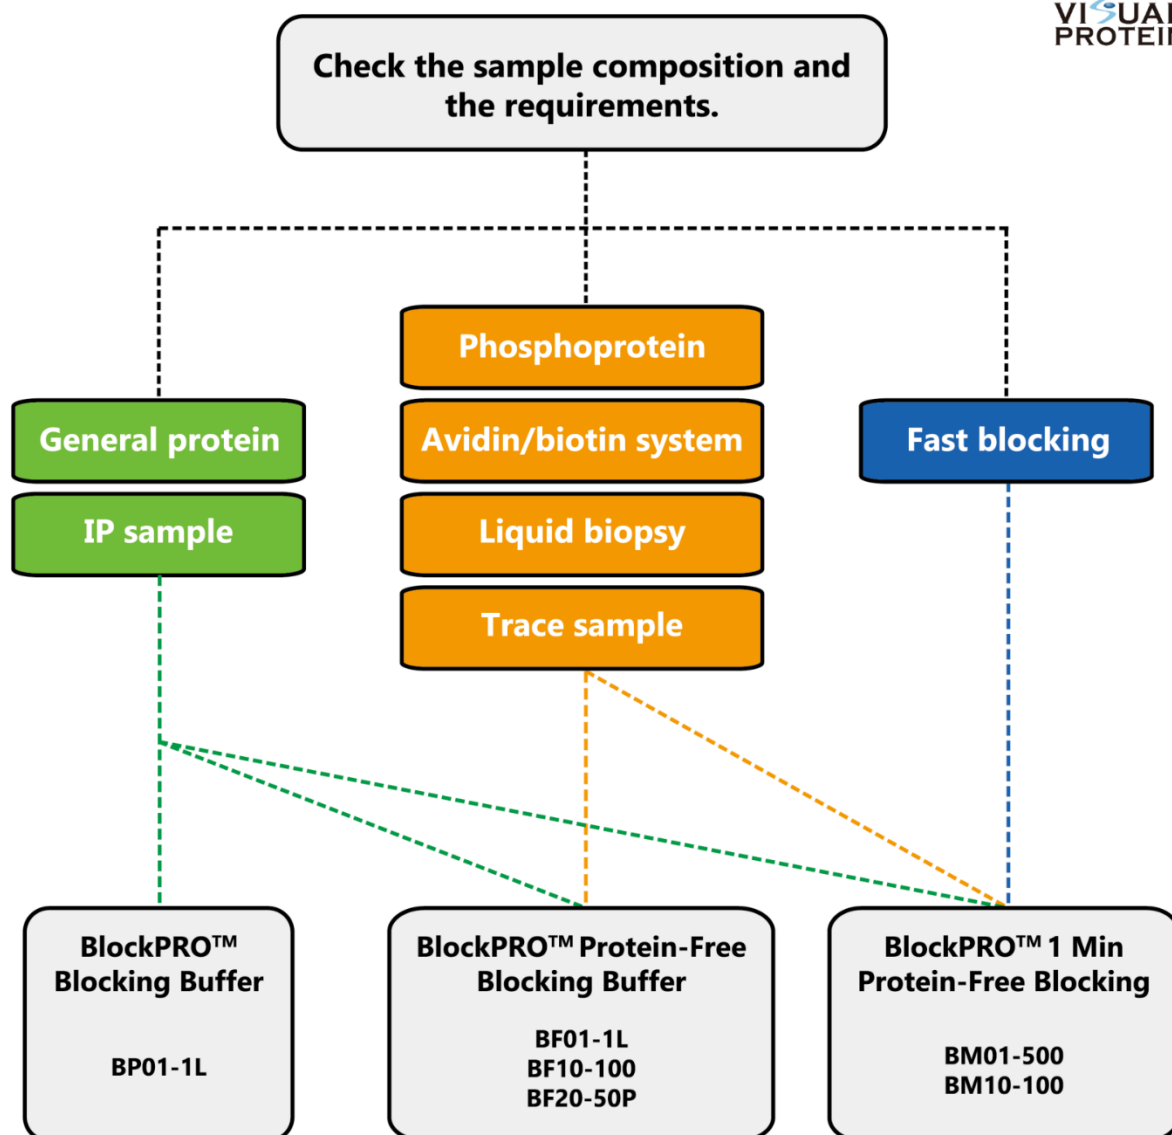 VISUAL
PROTEIN
Check the sample composition and
the requirements.
Phosphoprotein
General protein
Avidin/biotin system
Fast blocking
IP sample
Liquid biopsy
Trace sample
BlockPRO™
Blocking Buffer
BP01-1L
BlockPRO™ Protein-Free
Blocking Buffer
BF01-1L
BF10-100
BF20-50P
BlockPRO™ 1 Min
Protein-Free Blocking
BM01-500
BM10-100